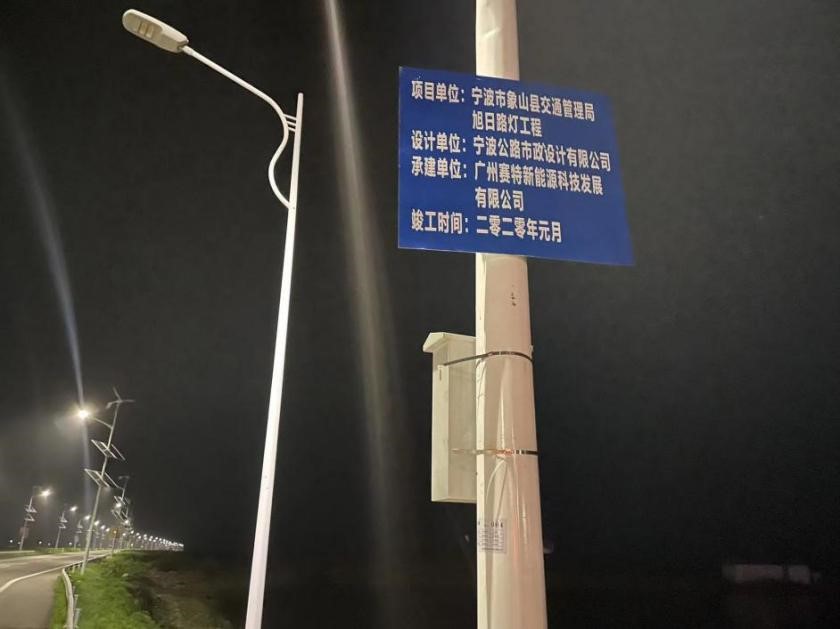 项目单位：宁波市象山县交通管理局
旭日路灯工程
设计单位：宁波公路市政设计有限公司
承建单位：广州赛特新能源科技发展
有限公司
竣工时间：二零二零年元月